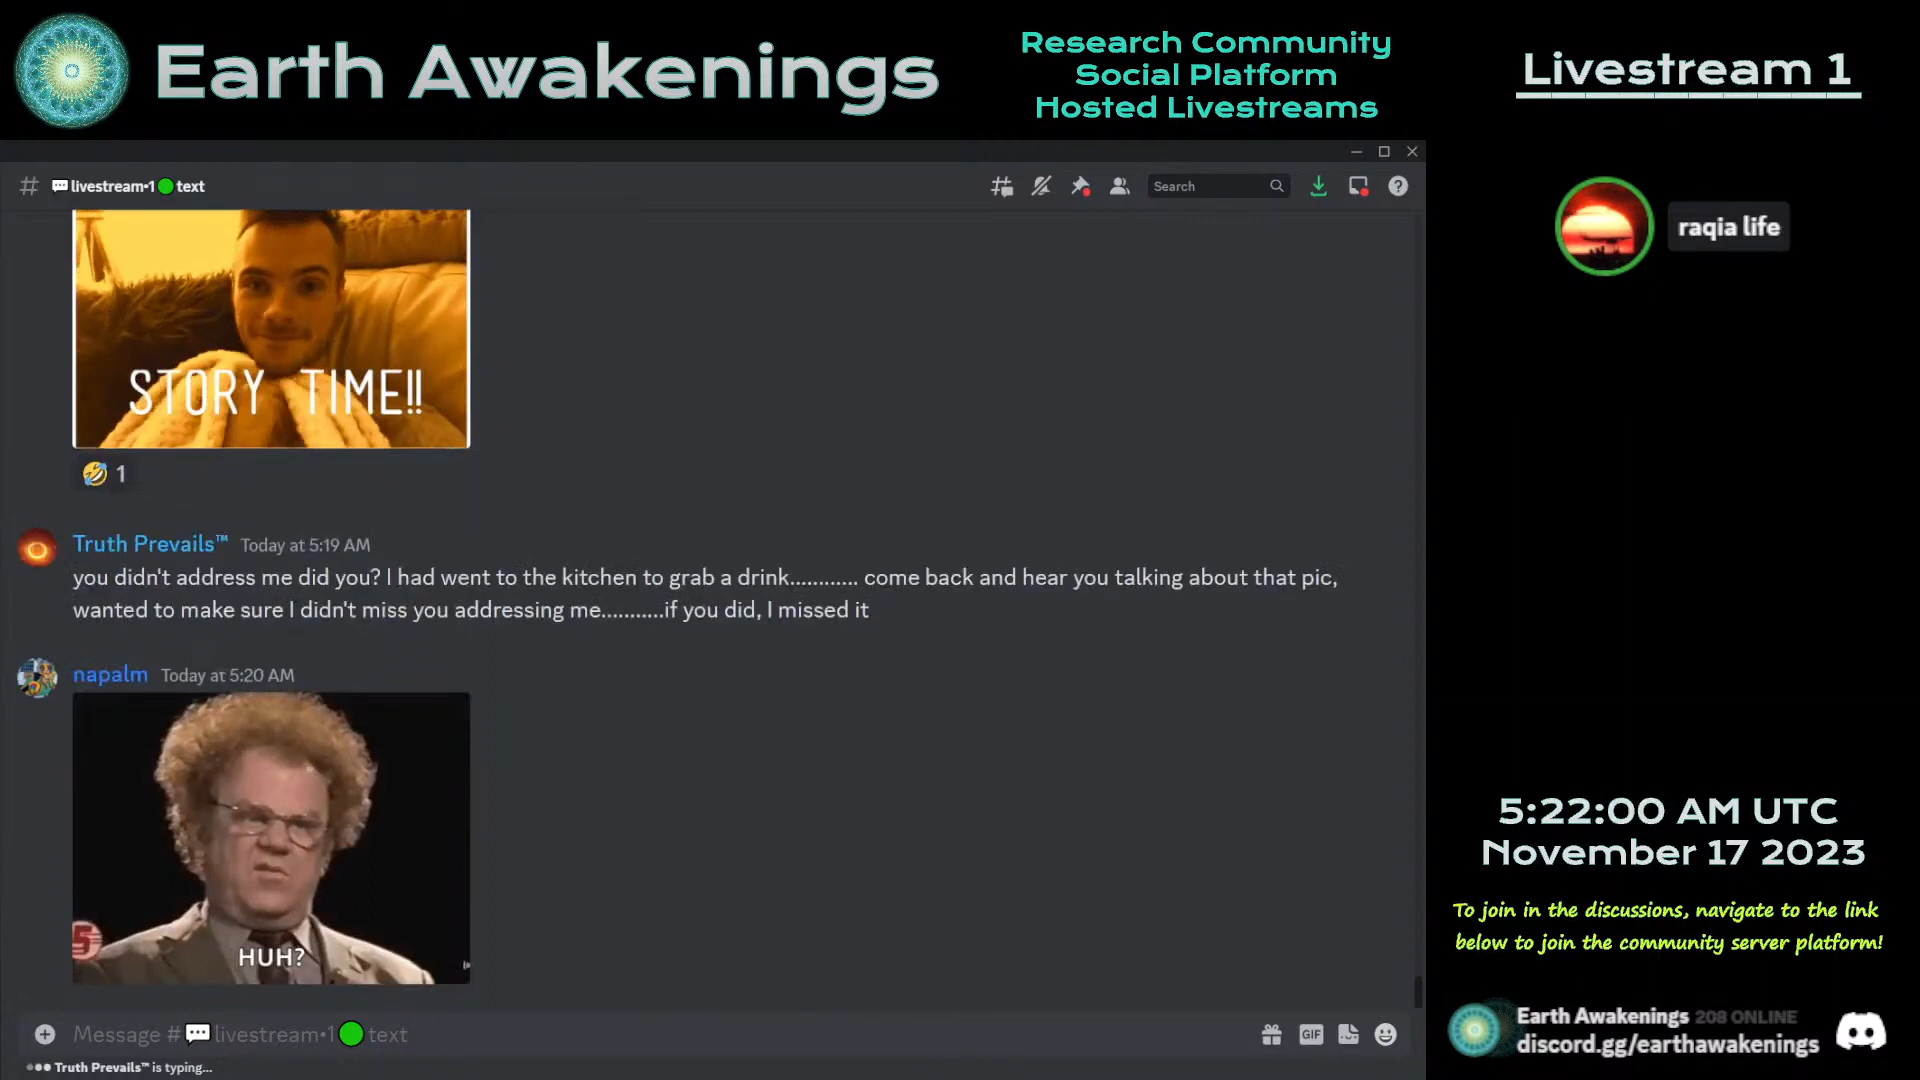 Earth Awakenings
Research Community
Social Platform
Hosted Livestreams
Livestream 1
livestream•1 text
Search
raqia life
STORY TIME!!
1
Truth Prevails™ Today at 5:19 AM
you didn't address me did you? I had went to the kitchen to grab a drink............ come back and hear you talking about that pic,
wanted to make sure I didn't miss you addressing me...........if you did, I missed it
napalm Today at 5:20 AM
5
HUH?
Message # livestream•1 text
GIF
Truth Prevails™ is typing...
5:22:00 AM UTC
November 17 2023
To join in the discussions, navigate to the link
below to join the community server platform!
Earth Awakenings 208 ONLINE
discord.gg/earthawakenings